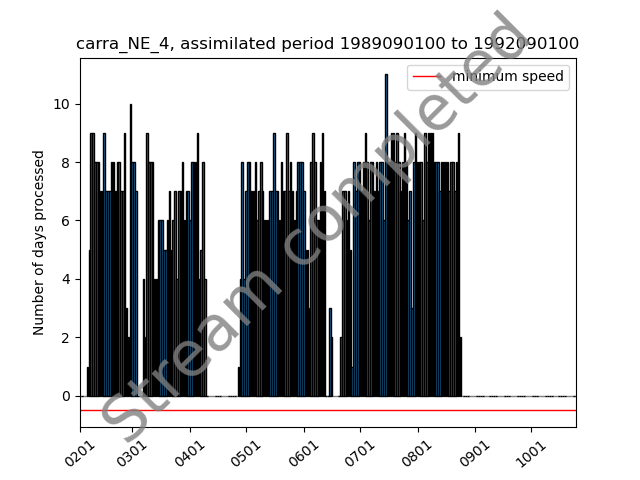 carra_NE_4, assimilated period 1989090100 to 1992090100
minimum speed
Stream completed
Number of days processed
10
8
6
4
2
0
0201 0301 0401 0501 0601 0701 0801 0901 1001